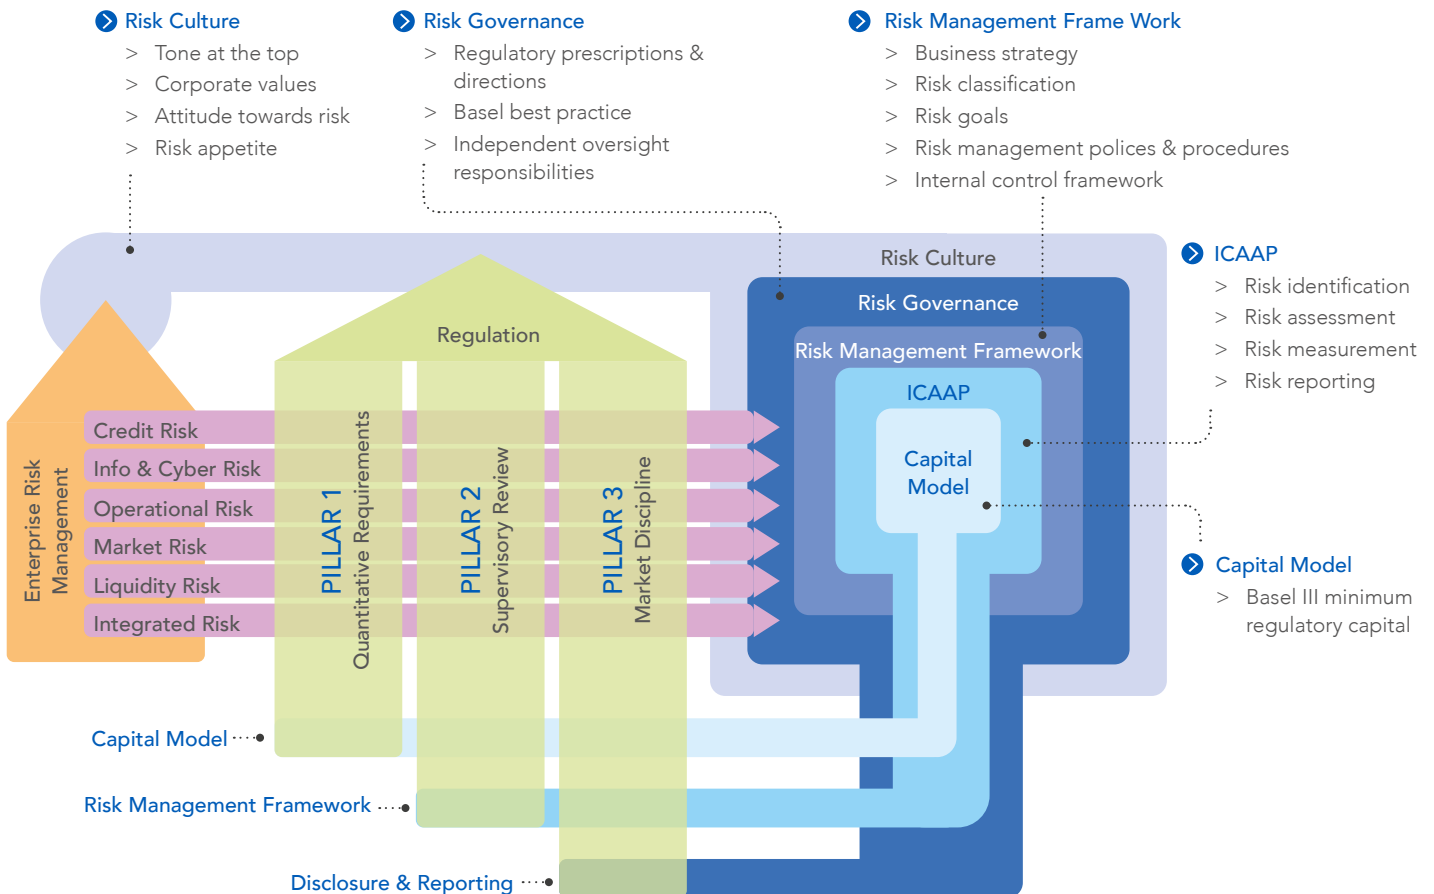 Risk Culture
> Tone at the top
> Corporate values
> Attitude towards risk
> Risk appetite
Risk Governance
> Regulatory prescriptions &
directions
> Basel best practice
> Independent oversight
responsibilities
Risk Management Frame Work
> Business strategy
> Risk classification
> Risk goals
> Risk management polices & procedures
> Internal control framework
ICAAP
> Risk identification
> Risk assessment
> Risk measurement
> Risk reporting
Capital Model
> Basel III minimum
regulatory capital
Risk Culture
Risk Governance
Risk Management Framework
ICAAP
Capital
Model
Regulation
Enterprise Risk
Management
Credit Risk
Info & Cyber Risk
Operational Risk
Market Risk
Liquidity Risk
Integrated Risk
PILLAR 1
Quantitative Requirements
PILLAR 2
Supervisory Review
PILLAR 3
Market Discipline
Capital Model
Risk Management Framework
Disclosure & Reporting